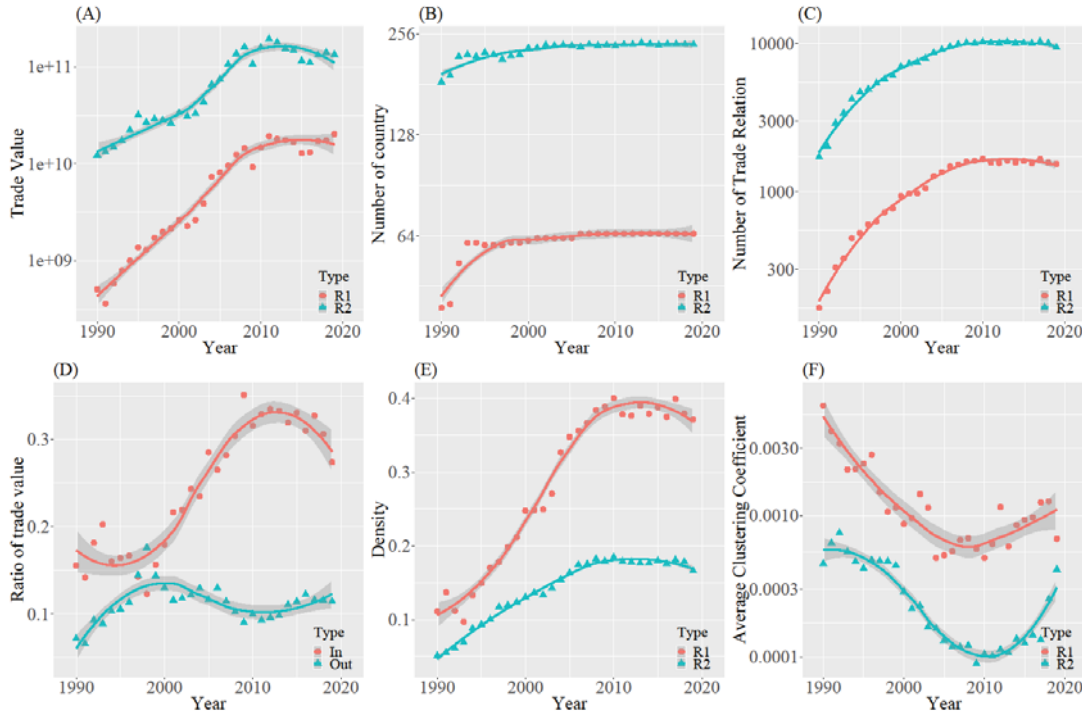 (A)
Trade Value
1e+11
1e+10
1e+09
1990 2000 2010 2020
Year
Type
R1
R2
(B)
Number of country
256
128
64
1990 2000 2010 2020
Year
Type
R1
R2
(C)
Number of Trade Relation
10000
3000
1000
300
1990 2000 2010 2020
Year
Type
R1
R2
(D)
Ratio of trade value
0.3
0.2
0.1
1990 2000 2010 2020
Year
Type
In
Out
(E)
Density
0.4
0.3
0.2
0.1
1990 2000 2010 2020
Year
Type
R1
R2
(F)
Average Clustering Coefficient
0.0030
0.0010
0.0003
0.0001
1990 2000 2010 2020
Year
Type
R1
R2